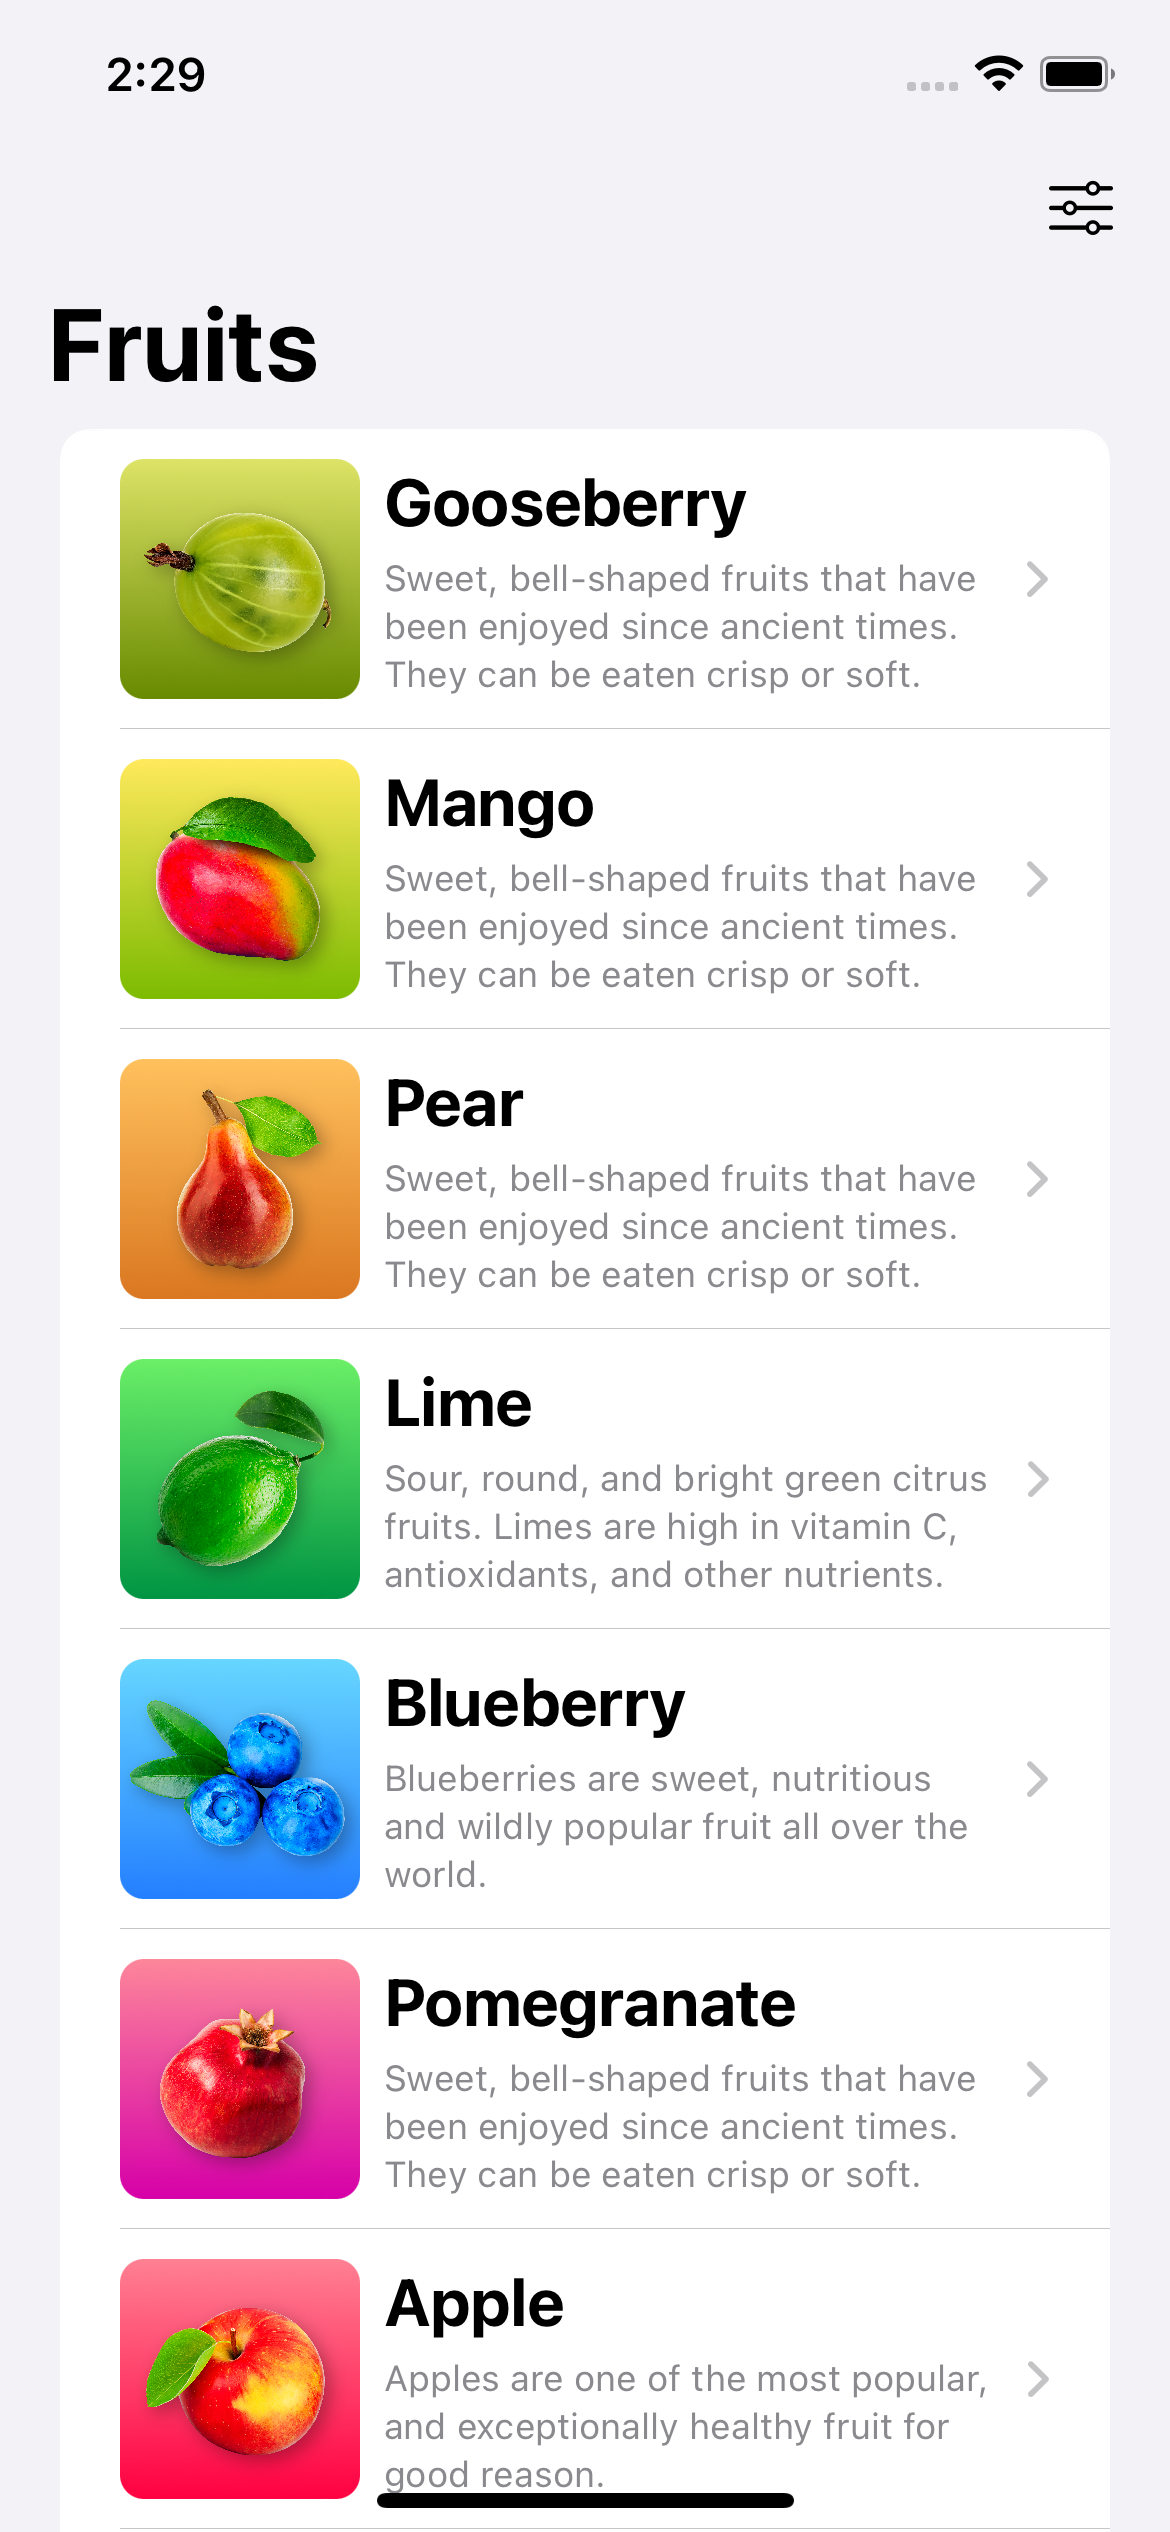 2:29
Fruits
Gooseberry
Sweet, bell-shaped fruits that have
been enjoyed since ancient times.
They can be eaten crisp or soft.
Mango
Sweet, bell-shaped fruits that have
been enjoyed since ancient times.
They can be eaten crisp or soft.
Pear
Sweet, bell-shaped fruits that have
been enjoyed since ancient times.
They can be eaten crisp or soft.
Lime
Sour, round, and bright green citrus
fruits. Limes are high in vitamin C,
antioxidants, and other nutrients.
Blueberry
Blueberries are sweet, nutritious
and wildly popular fruit all over the
world.
Pomegranate
Sweet, bell-shaped fruits that have
been enjoyed since ancient times.
They can be eaten crisp or soft.
Apple
Apples are one of the most popular,
and exceptionally healthy fruit for
good reason.